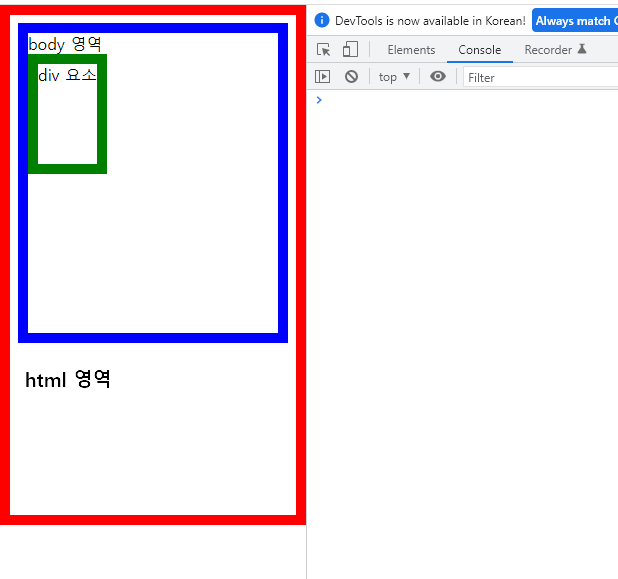 body 영역
div 요소
html 영역
DevTools is now available in Korean! Always match
Elements Console Recorder
top Filter